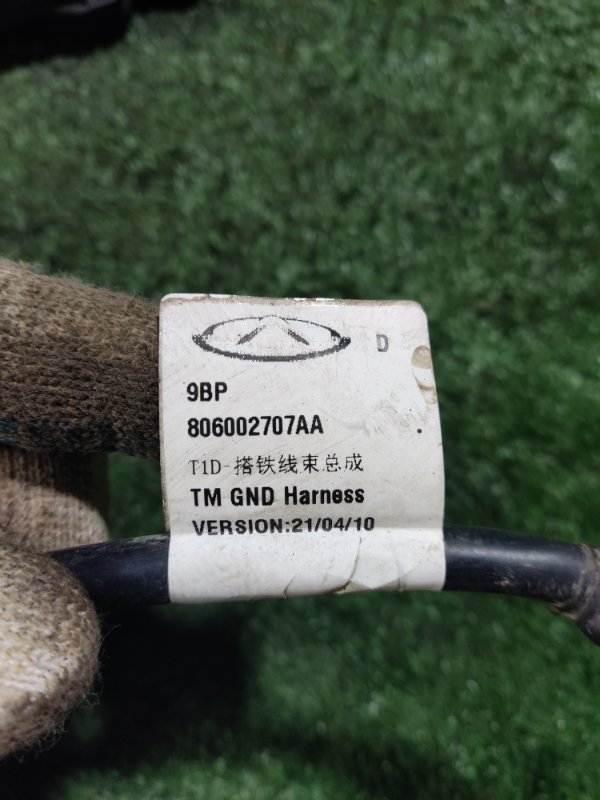 D
9BP
806002707AA
T1D-搭铁线束总成
TM GND Harness
VERSION:21/04/10